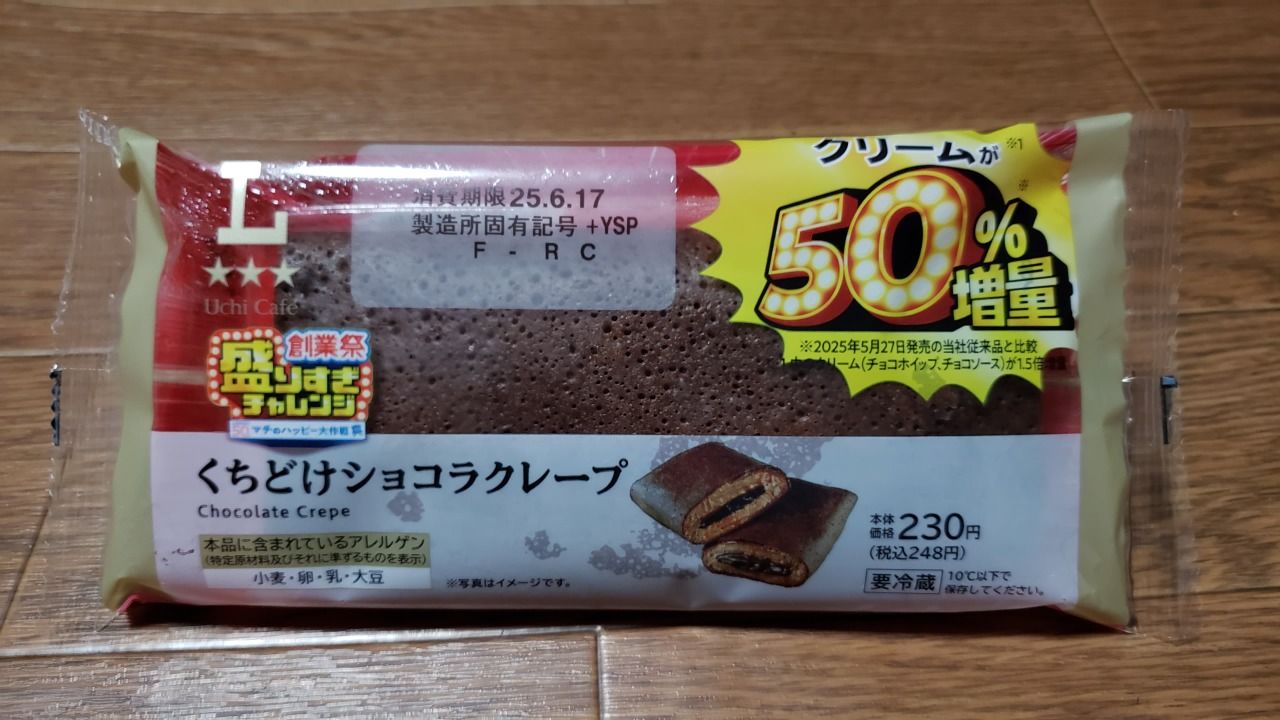 L
Uchi Café
消費期限25.6.17
製造所固有記号 +YSP
F - R C
クリームが※1
50%※
増量
※2025年5月27日発売の当社従来品と比較
クリーム(チョコホイップ、チョコソース)が1.5倍増量
創業祭
盛りすぎ
チャレンジ
マチのハッピー大作戦
くちどけショコラクレープ
Chocolate Crepe
本品に含まれているアレルゲン
(特定原材料及びそれに準ずるものを表示)
小麦・卵・乳・大豆
※写真はイメージです。
本体
価格 230円
(税込248円)
要冷蔵 10℃以下で
保存してください。